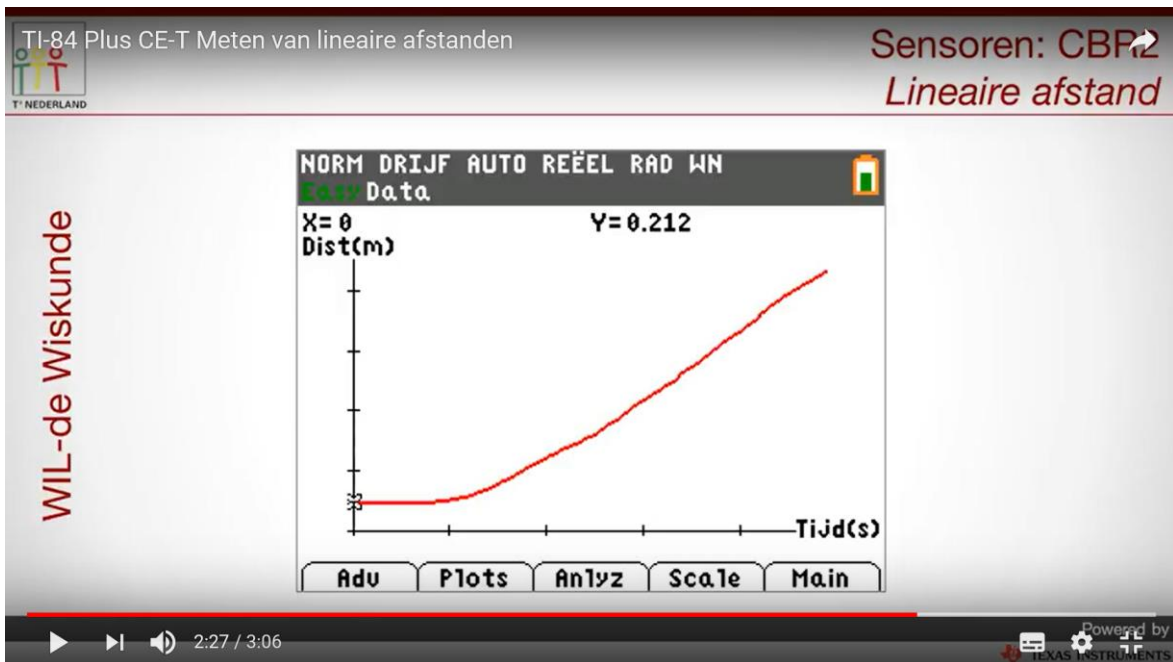 TI-84 Plus CE-T Meten van lineaire afstanden
T³ NEDERLAND
Sensoren: CBR2
Lineaire afstand
WIL-de Wiskunde
NORM DRIJF AUTO REËEL RAD WN
EasyData
X= 0 Y= 0.212
Dist(m)
Tijd(s)
Adv Plots Anlyz Scale Main
2:27 / 3:06
Powered by
TEXAS INSTRUMENTS